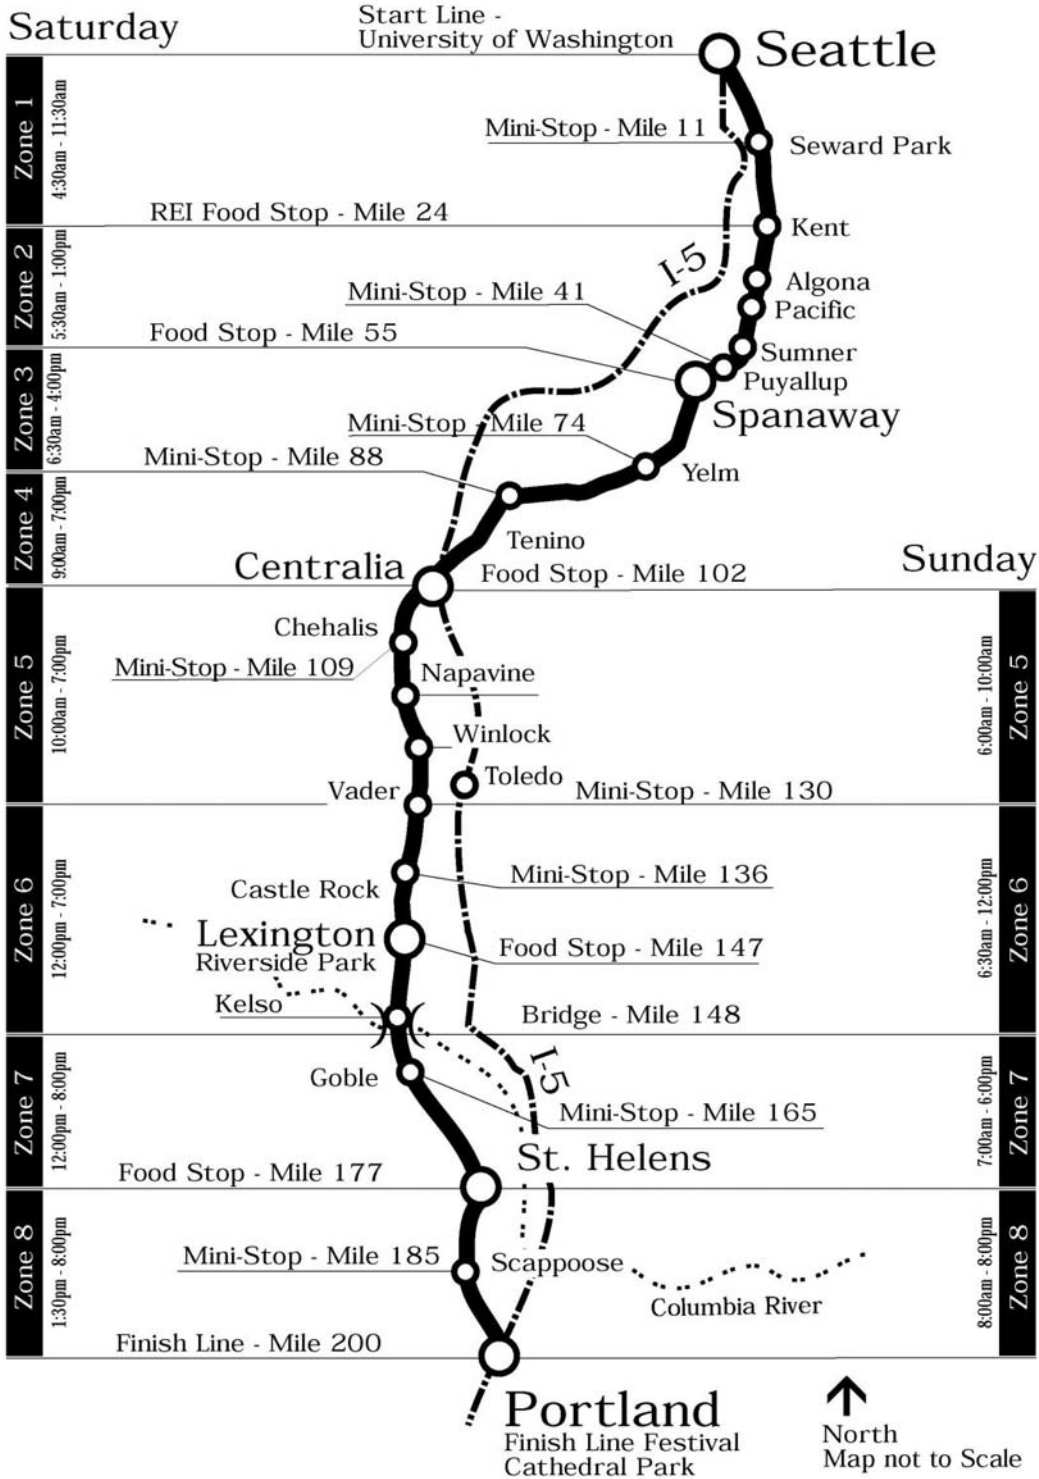 Saturday
Start Line -
University of Washington
Seattle
Zone 1
4:30am - 11:30am
Mini-Stop - Mile 11
Seward Park
REI Food Stop - Mile 24
Kent
Zone 2
5:30am - 1:00pm
I-5
Algona
Mini-Stop - Mile 41
Pacific
Food Stop - Mile 55
Sumner
Zone 3
6:30am - 4:00pm
Puyallup
Spanaway
Mini-Stop - Mile 74
Mini-Stop - Mile 88
Yelm
Zone 4
9:00am - 7:00pm
Tenino
Centralia
Food Stop - Mile 102
Sunday
Chehalis
Zone 5
10:00am - 7:00pm
Mini-Stop - Mile 109
Napavine
6:00am - 10:00am
Zone 5
Winlock
Toledo
Vader
Mini-Stop - Mile 130
Zone 6
12:00pm - 7:00pm
Castle Rock
Mini-Stop - Mile 136
6:30am - 12:00pm
Zone 6
Lexington
Riverside Park
Food Stop - Mile 147
Kelso
Bridge - Mile 148
Zone 7
12:00pm - 8:00pm
Goble
I-5
Mini-Stop - Mile 165
7:00am - 6:00pm
Zone 7
St. Helens
Food Stop - Mile 177
Zone 8
1:30pm - 8:00pm
Mini-Stop - Mile 185
Scappoose
Columbia River
8:00am - 8:00pm
Zone 8
Finish Line - Mile 200
Portland
Finish Line Festival
Cathedral Park
North
Map not to Scale